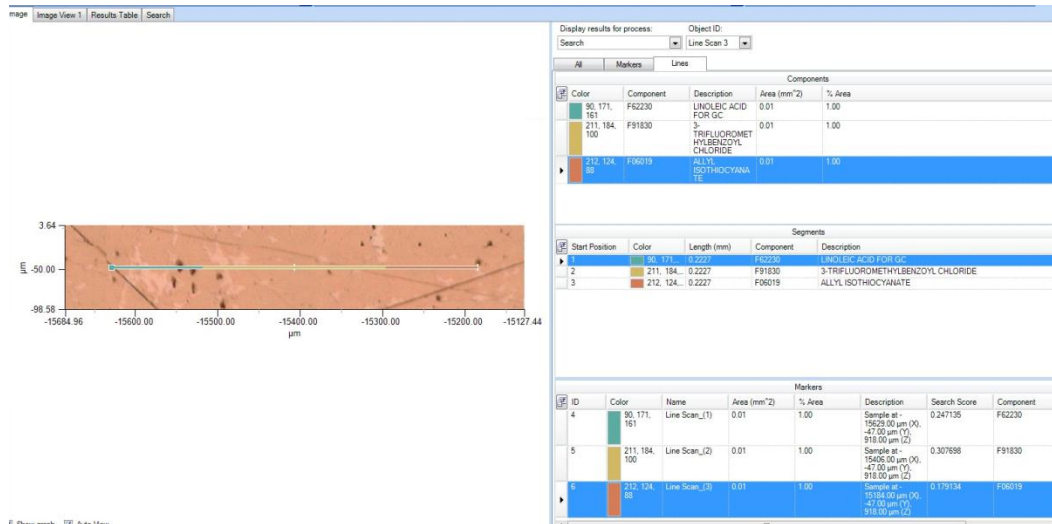 mage Image View 1 Results Table Search
Display results for process: Object ID:
Search Line Scan 3
All Markers Lines
Components
Color Component Description Area (mm^2) % Area
90, 171, 161 F62230 LINOLEIC ACID FOR GC 0.01 1.00
211, 184, 100 F91830 3-TRIFLUOROMETHYLBENZOYL CHLORIDE 0.01 1.00
212, 124, 88 F06019 ALLYL ISOTHIOCYANATE 0.01 1.00
3.64
µm
-50.00
-98.58
-15684.96 -15600.00 -15500.00 -15400.00 -15300.00 -15200.00 -15127.44
µm
Segments
Start Position Color Length (mm) Component Description
1 90, 171,... 0.2227 F62230 LINOLEIC ACID FOR GC
2 211, 184... 0.2227 F91830 3-TRIFLUOROMETHYLBENZOYL CHLORIDE
3 212, 124... 0.2227 F06019 ALLYL ISOTHIOCYANATE
Markers
ID Color Name Area (mm^2) % Area Description Search Score Component
4 90, 171, 161 Line Scan_(1) 0.01 1.00 Sample at -15629.00 µm (X), -47.00 µm (Y), 918.00 µm (Z) 0.247135 F62230
5 211, 184, 100 Line Scan_(2) 0.01 1.00 Sample at -15406.00 µm (X), -47.00 µm (Y), 918.00 µm (Z) 0.307698 F91830
6 212, 124, 88 Line Scan_(3) 0.01 1.00 Sample at -15184.00 µm (X), -47.00 µm (Y), 918.00 µm (Z) 0.179134 F06019